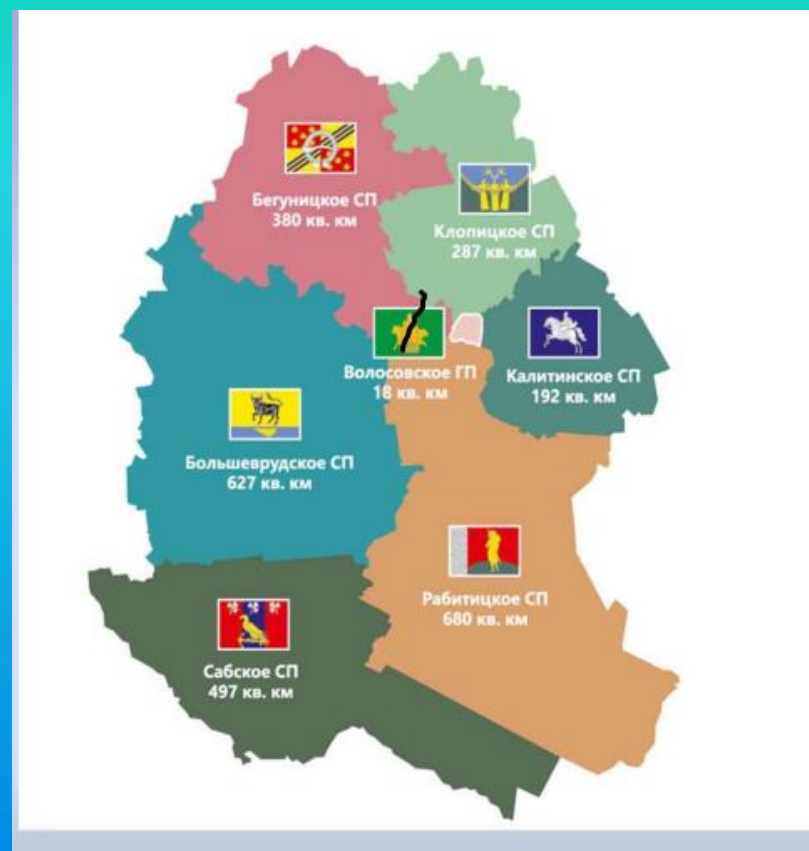 Бегуницкое СП
380 кв. км
Клопицкое СП
287 кв. км
Волосовское ГП
18 кв. км
Калитинское СП
192 кв. км
Большеврудское СП
627 кв. км
Рабитицкое СП
680 кв. км
Сабское СП
497 кв. км